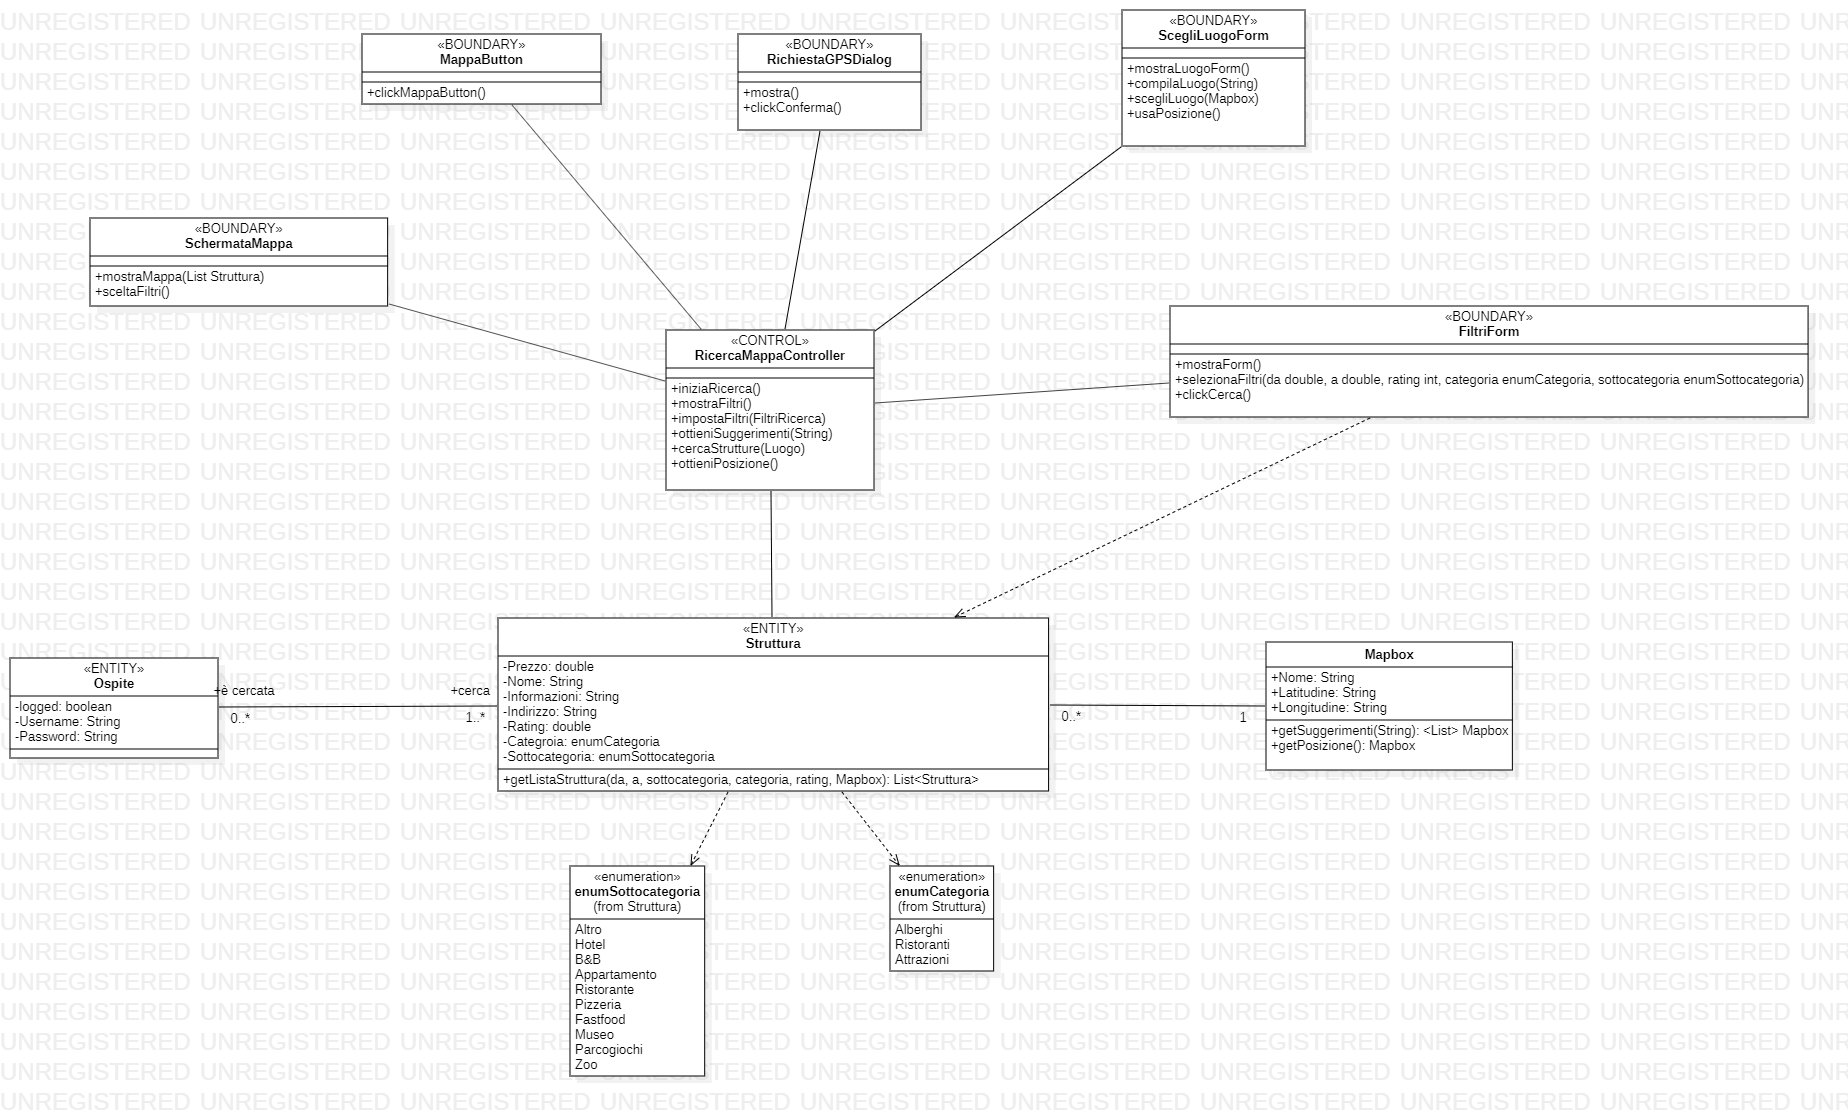 «BOUNDARY»
MappaButton
+clickMappaButton()
«BOUNDARY»
RichiestaGPSDialog
+mostra()
+clickConferma()
«BOUNDARY»
ScegliLuogoForm
+mostraLuogoForm()
+compilaLuogo(String)
+scegliLuogo(Mapbox)
+usaPosizione()
«BOUNDARY»
SchermataMappa
+mostraMappa(List Struttura)
+sceltaFiltri()
«CONTROL»
RicercaMappaController
+iniziaRicerca()
+mostraFiltri()
+impostaFiltri(FiltriRicerca)
+ottieniSuggerimenti(String)
+cercaStrutture(Luogo)
+ottieniPosizione()
«BOUNDARY»
FiltriForm
+mostraForm()
+selezionaFiltri(da double, a double, rating int, categoria enumCategoria, sottocategoria enumSottocategoria)
+clickCerca()
«ENTITY»
Ospite
-logged: boolean
-Username: String
-Password: String
+è cercata
0..*
+cerca
1..*
«ENTITY»
Struttura
-Prezzo: double
-Nome: String
-Informazioni: String
-Indirizzo: String
-Rating: double
-Categroia: enumCategoria
-Sottocategoria: enumSottocategoria
+getListaStruttura(da, a, sottocategoria, categoria, rating, Mapbox): List<Struttura>
0..*
1
Mapbox
+Nome: String
+Latitudine: String
+Longitudine: String
+getSuggerimenti(String): <List> Mapbox
+getPosizione(): Mapbox
«enumeration»
enumSottocategoria
(from Struttura)
Altro
Hotel
B&B
Appartamento
Ristorante
Pizzeria
Fastfood
Museo
Parcogiochi
Zoo
«enumeration»
enumCategoria
(from Struttura)
Alberghi
Ristoranti
Attrazioni
UNREGISTERED